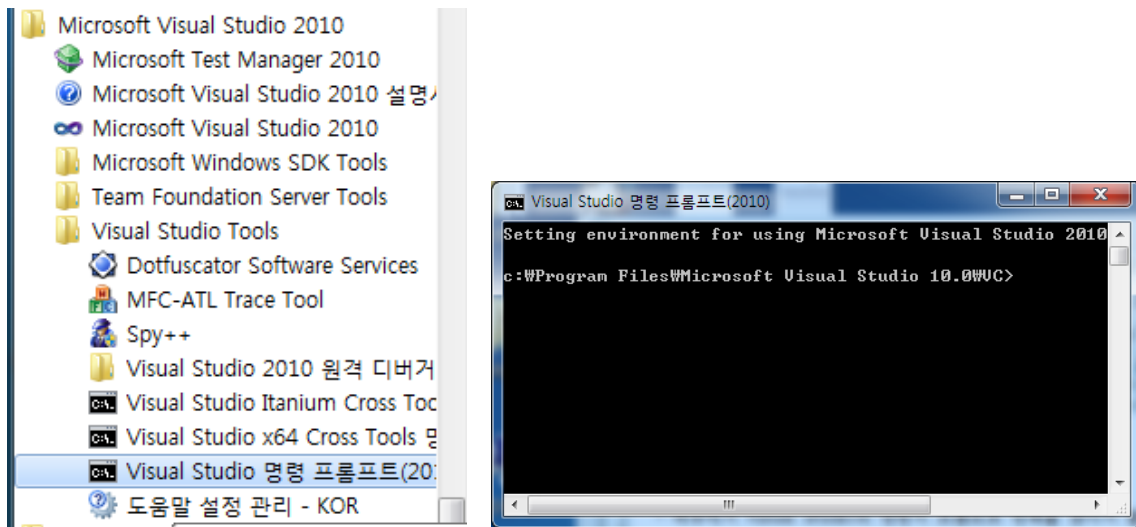 Microsoft Visual Studio 2010
Microsoft Test Manager 2010
Microsoft Visual Studio 2010 설명
Microsoft Visual Studio 2010
Microsoft Windows SDK Tools
Team Foundation Server Tools
Visual Studio Tools
Dotfuscator Software Services
MFC-ATL Trace Tool
Spy++
Visual Studio 2010 원격 디버거
Visual Studio Itanium Cross Too
Visual Studio x64 Cross Tools
Visual Studio 명령 프롬프트(20
도움말 설정 관리 - KOR
Visual Studio 명령 프롬프트(2010)
Setting environment for using Microsoft Visual Studio 2010
c:₩Program Files₩Microsoft Visual Studio 10.0₩VC>